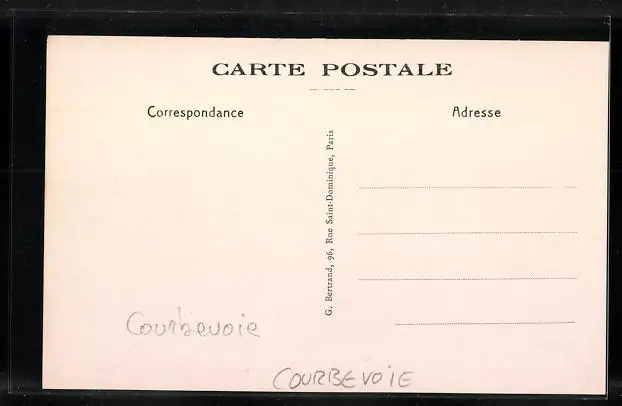 CARTE POSTALE
Correspondance
Adresse
G. Bertrand, 96, Rue Saint-Dominique, Paris
Courbevoie
COURBEVOIE